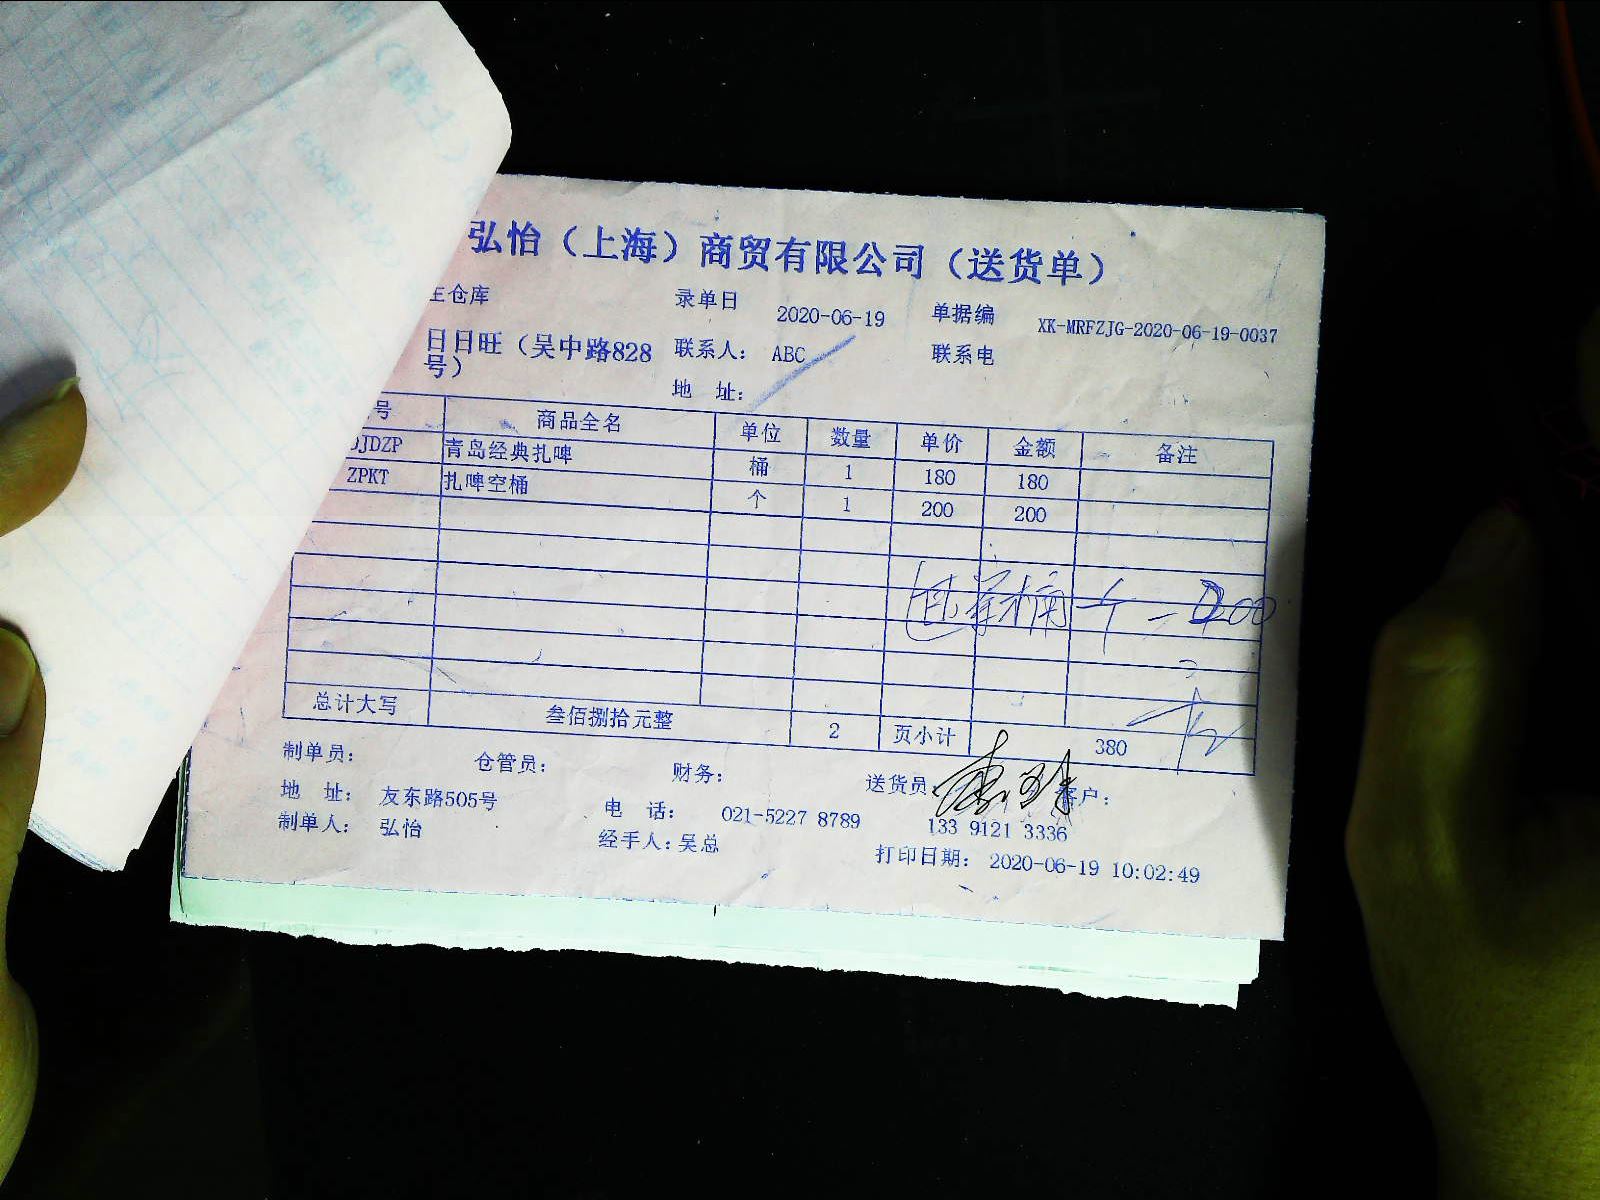 弘怡（上海）商贸有限公司（送货单）
主仓库 录单日 2020-06-19 单据编 XK-MRFZJG-2020-06-19-0037
日日旺（吴中路828号） 联系人： ABC 联系电
地 址：
号 商品全名 单位 数量 单价 金额 备注
DJDZP 青岛经典扎啤 桶 1 180 180
ZPKT 扎啤空桶 个 1 200 200
总计大写 叁佰捌拾元整 2 页小计 380
制单员： 仓管员： 财务： 送货员 客户：
地 址： 友东路505号 电 话： 021-5227 8789 133 9121 3336
制单人： 弘怡 经手人：吴总 打印日期： 2020-06-19 10:02:49